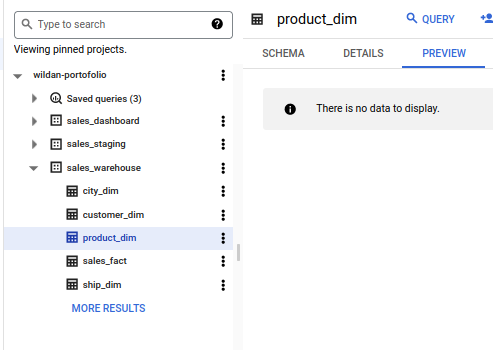 Type to search
Viewing pinned projects.
wildan-portofolio
Saved queries (3)
sales_dashboard
sales_staging
sales_warehouse
city_dim
customer_dim
product_dim
sales_fact
ship_dim
MORE RESULTS
product_dim
QUERY
SCHEMA
DETAILS
PREVIEW
There is no data to display.